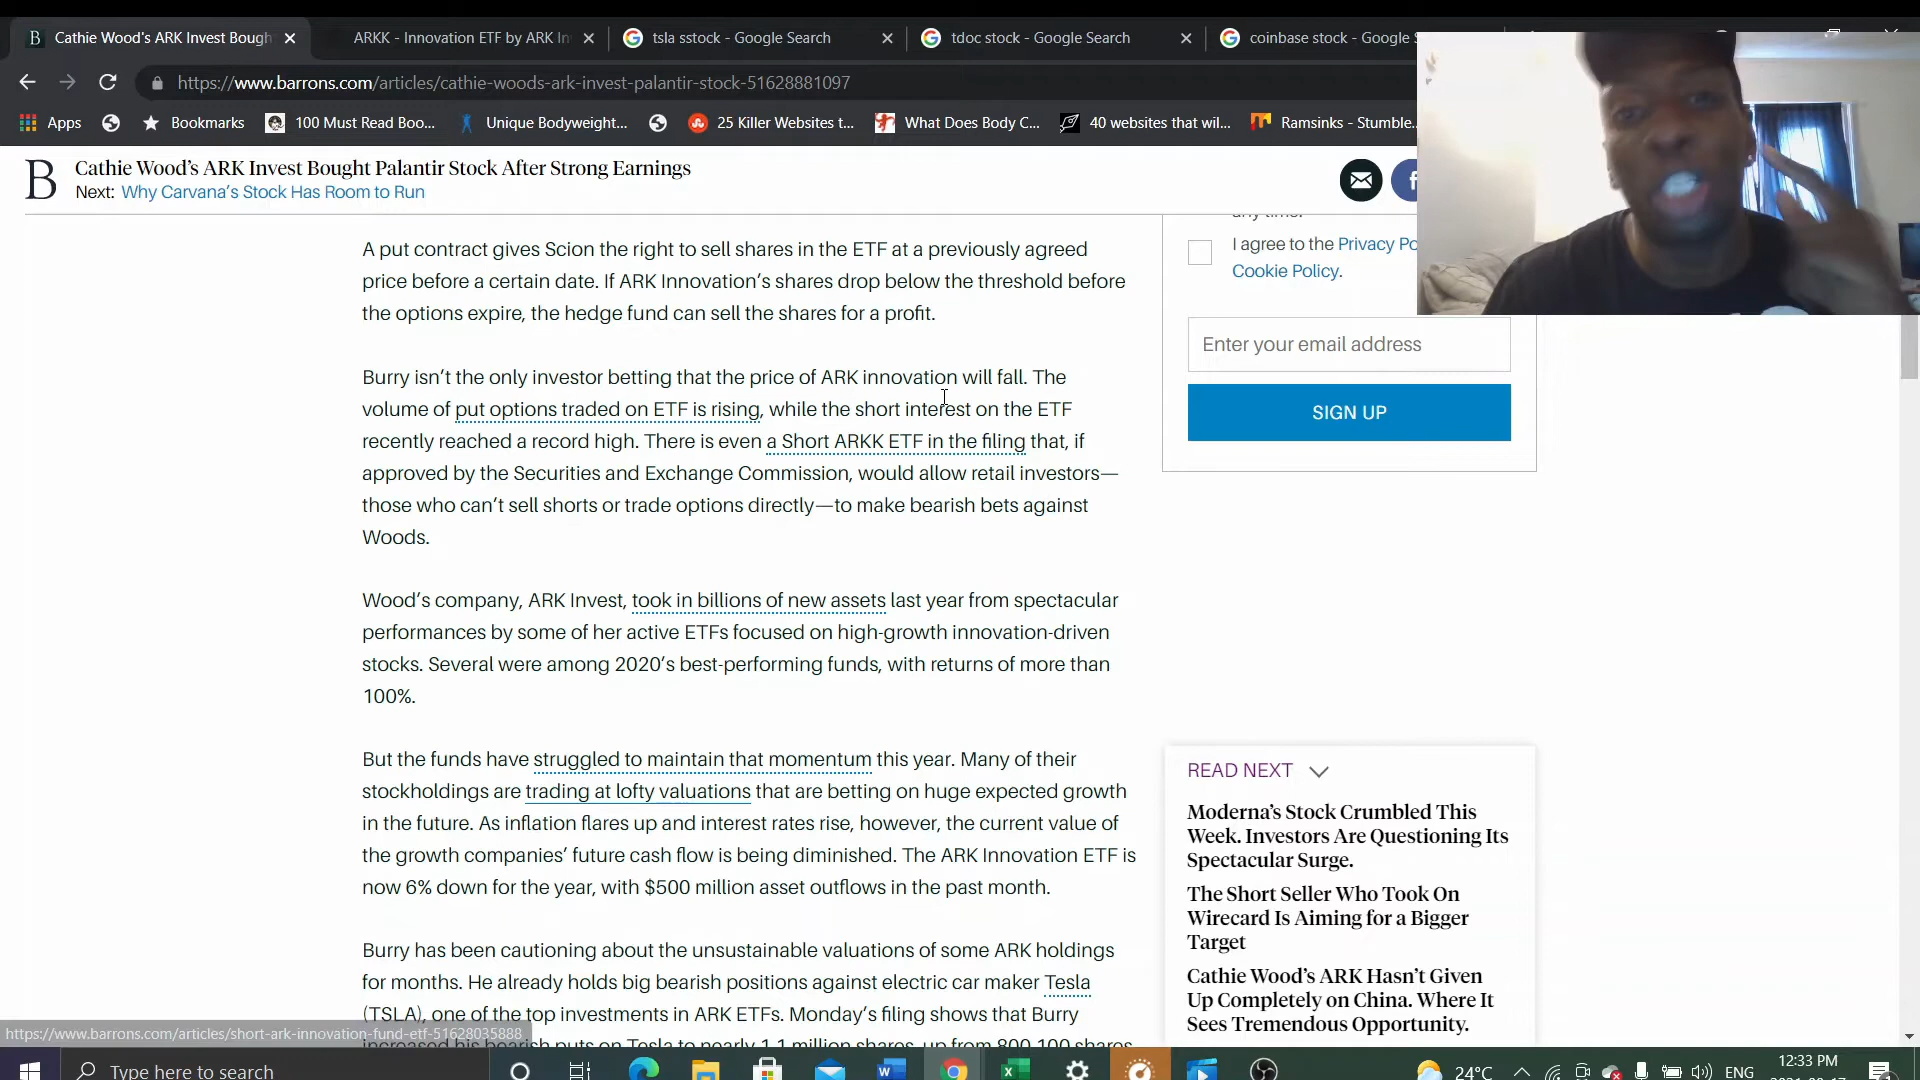 B Cathie Wood's ARK Invest Bough
ARKK - Innovation ETF by ARK In
tsla sstock - Google Search
tdoc stock - Google Search
coinbase stock - Google S
https://www.barrons.com/articles/cathie-woods-ark-invest-palantir-stock-51628881097
Apps
Bookmarks
100 Must Read Boo...
Unique Bodyweight...
25 Killer Websites t...
What Does Body C...
40 websites that wil...
Ramsinks - Stumble...
B
Cathie Wood's ARK Invest Bought Palantir Stock After Strong Earnings
Next: Why Carvana's Stock Has Room to Run
A put contract gives Scion the right to sell shares in the ETF at a previously agreed
price before a certain date. If ARK Innovation's shares drop below the threshold before
the options expire, the hedge fund can sell the shares for a profit.
Burry isn't the only investor betting that the price of ARK innovation will fall. The
volume of put options traded on ETF is rising, while the short interest on the ETF
recently reached a record high. There is even a Short ARKK ETF in the filing that, if
approved by the Securities and Exchange Commission, would allow retail investors—
those who can't sell shorts or trade options directly—to make bearish bets against
Woods.
Wood's company, ARK Invest, took in billions of new assets last year from spectacular
performances by some of her active ETFs focused on high-growth innovation-driven
stocks. Several were among 2020's best-performing funds, with returns of more than
100%.
But the funds have struggled to maintain that momentum this year. Many of their
stockholdings are trading at lofty valuations that are betting on huge expected growth
in the future. As inflation flares up and interest rates rise, however, the current value of
the growth companies' future cash flow is being diminished. The ARK Innovation ETF is
now 6% down for the year, with $500 million asset outflows in the past month.
Burry has been cautioning about the unsustainable valuations of some ARK holdings
for months. He already holds big bearish positions against electric car maker Tesla
(TSLA), one of the top investments in ARK ETFs. Monday's filing shows that Burry
increased his bearish puts on Tesla to nearly 1.1 million shares, up from 800,100 shares
any time.
I agree to the Privacy Po
Cookie Policy.
Enter your email address
SIGN UP
READ NEXT
Moderna's Stock Crumbled This
Week. Investors Are Questioning Its
Spectacular Surge.
The Short Seller Who Took On
Wirecard Is Aiming for a Bigger
Target
Cathie Wood's ARK Hasn't Given
Up Completely on China. Where It
Sees Tremendous Opportunity.
https://www.barrons.com/articles/short-ark-innovation-fund-etf-51628035888
Type here to search
24°C
ENG
12:33 PM